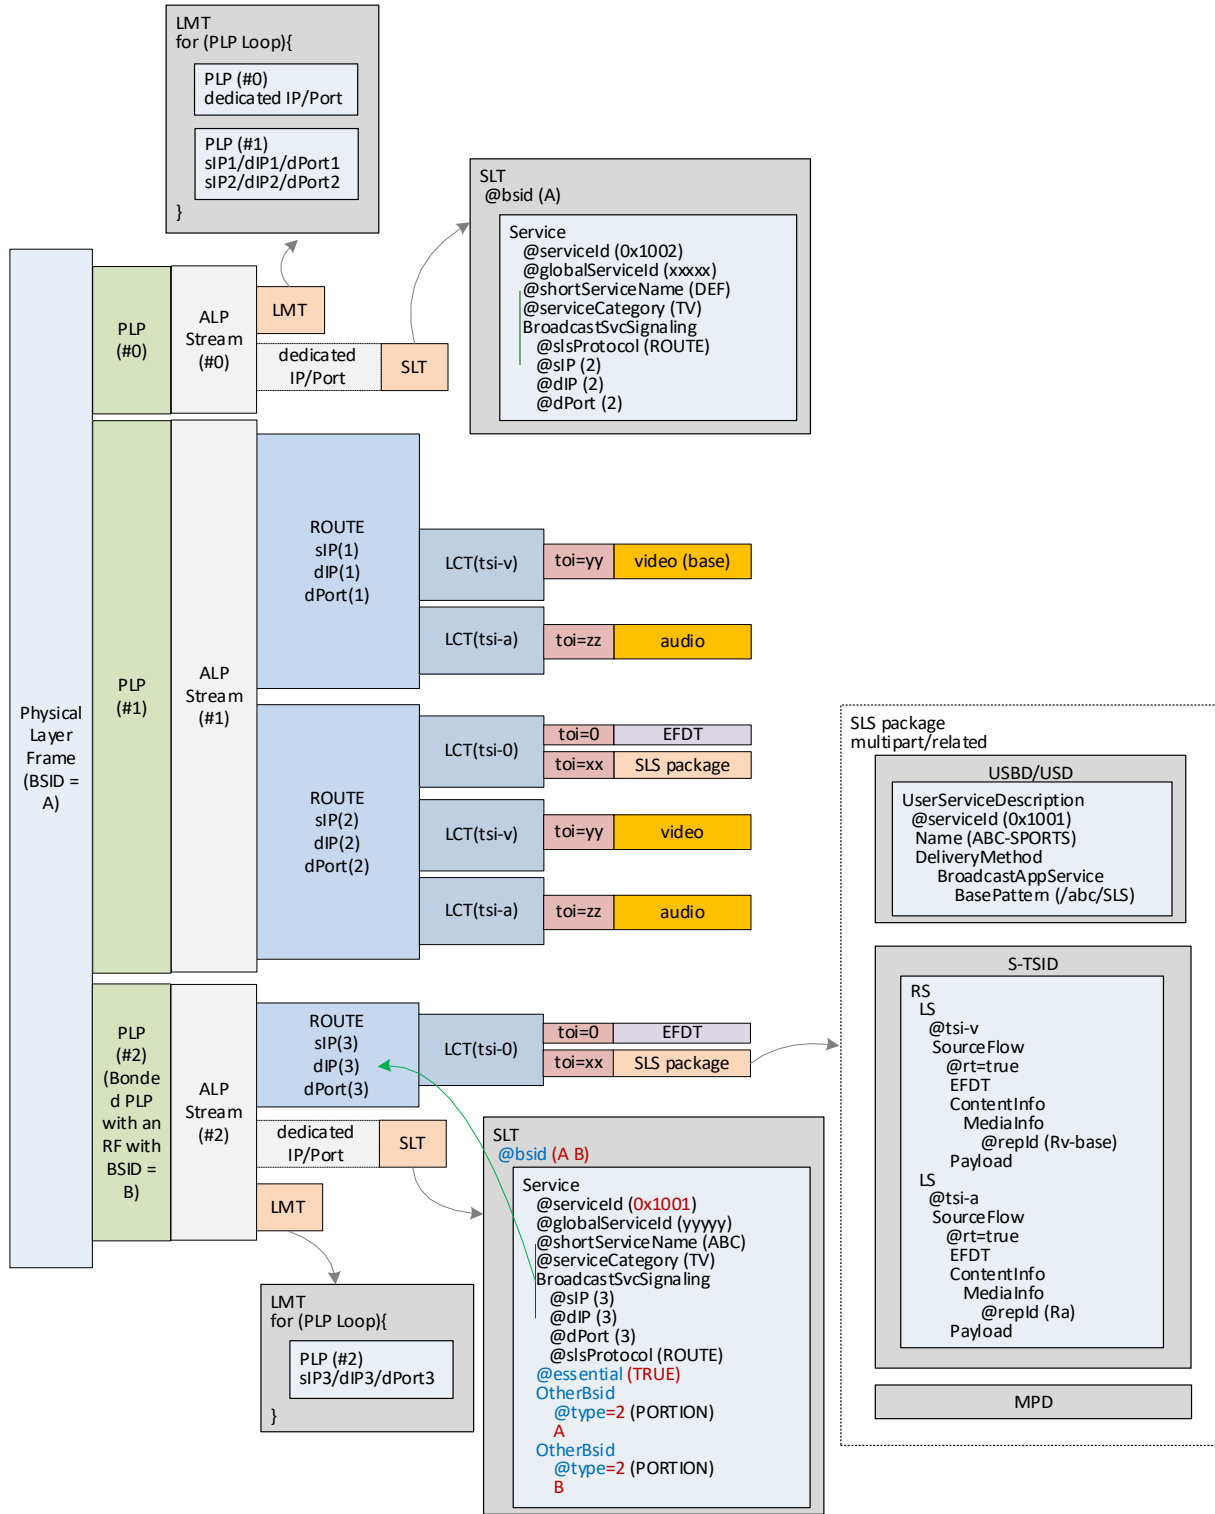 LMT
for (PLP Loop){
PLP (#0)
dedicated IP/Port
PLP (#1)
sIP1/dIP1/dPort1
sIP2/dIP2/dPort2
}
SLT
@bsid (A)
Service
@serviceId (0x1002)
@globalServiceId (xxxxx)
@shortServiceName (DEF)
@serviceCategory (TV)
BroadcastSvcSignaling
@slsProtocol (ROUTE)
@sIP (2)
@dIP (2)
@dPort (2)
Physical
Layer
Frame
(BSID =
A)
PLP
(#0)
ALP
Stream
(#0)
LMT
dedicated
IP/Port
SLT
PLP
(#1)
ALP
Stream
(#1)
ROUTE
sIP(1)
dIP(1)
dPort(1)
LCT(tsi-v)
toi=yy
video (base)
LCT(tsi-a)
toi=zz
audio
ROUTE
sIP(2)
dIP(2)
dPort(2)
LCT(tsi-0)
toi=0
EFDT
toi=xx
SLS package
LCT(tsi-v)
toi=yy
video
LCT(tsi-a)
toi=zz
audio
PLP
(#2)
(Bonde
d PLP
with an
RF with
BSID =
B)
ALP
Stream
(#2)
ROUTE
sIP(3)
dIP(3)
dPort(3)
LCT(tsi-0)
toi=0
EFDT
toi=xx
SLS package
dedicated
IP/Port
SLT
LMT
LMT
for (PLP Loop){
PLP (#2)
sIP3/dIP3/dPort3
}
SLT
@bsid (A B)
Service
@serviceId (0x1001)
@globalServiceId (yyyyy)
@shortServiceName (ABC)
@serviceCategory (TV)
BroadcastSvcSignaling
@sIP (3)
@dIP (3)
@dPort (3)
@slsProtocol (ROUTE)
@essential (TRUE)
OtherBsid
@type=2 (PORTION)
A
OtherBsid
@type=2 (PORTION)
B
SLS package
multipart/related
USBD/USD
UserServiceDescription
@serviceId (0x1001)
Name (ABC-SPORTS)
DeliveryMethod
BroadcastAppService
BasePattern (/abc/SLS)
S-TSID
RS
LS
@tsi-v
SourceFlow
@rt=true
EFDT
ContentInfo
MediaInfo
@repId (Rv-base)
Payload
LS
@tsi-a
SourceFlow
@rt=true
EFDT
ContentInfo
MediaInfo
@repId (Ra)
Payload
MPD